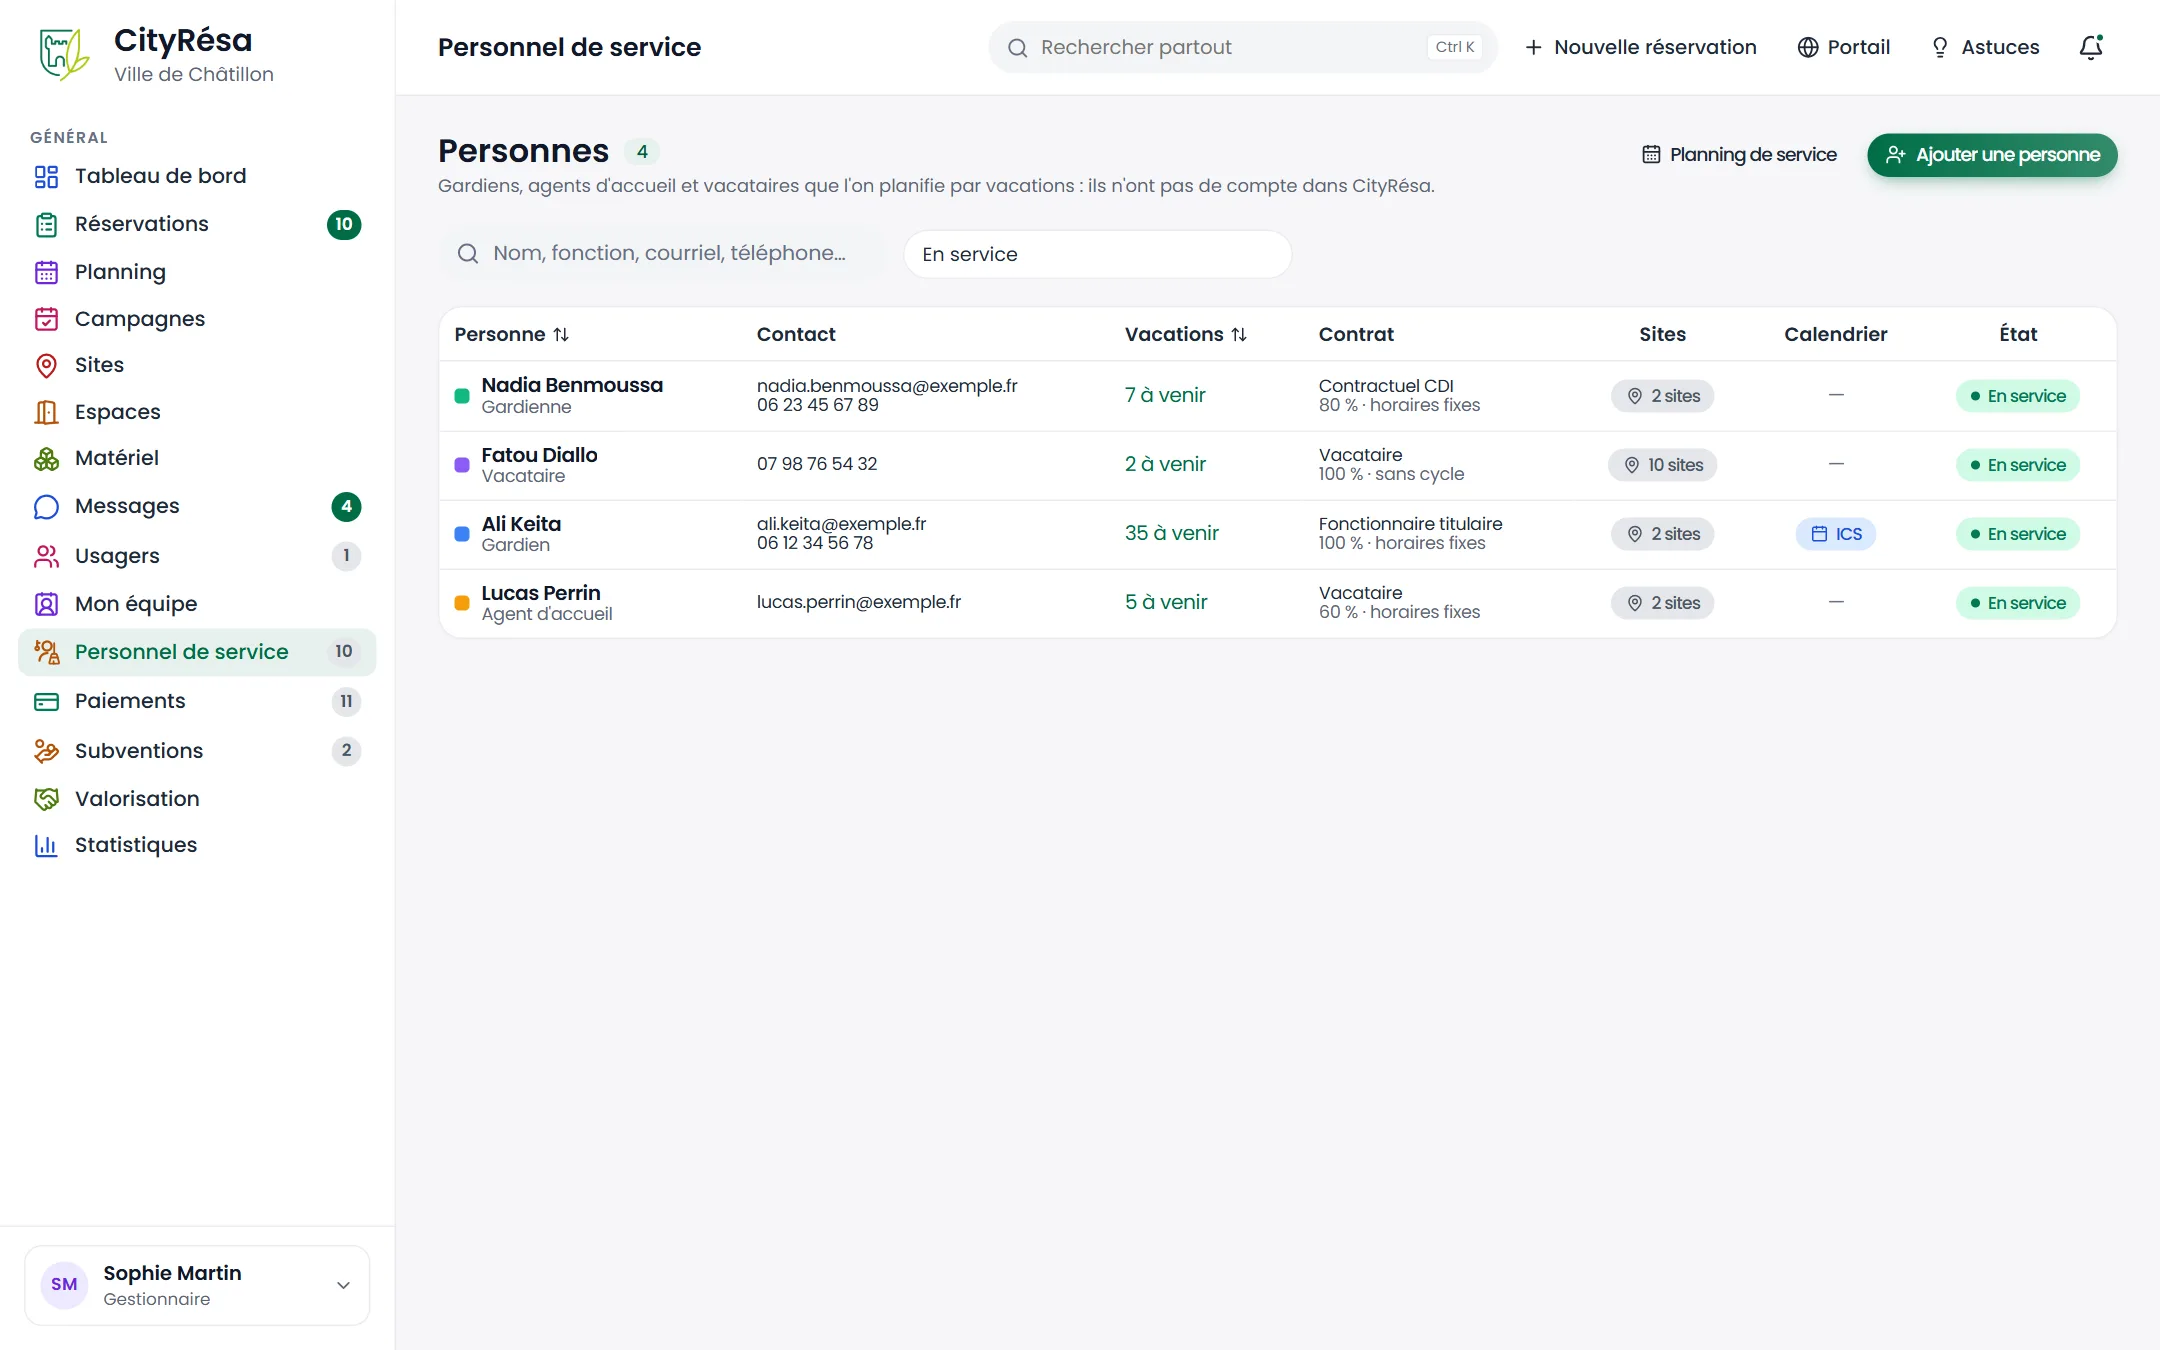 CityRésa
Ville de Châtillon
GÉNÉRAL
Tableau de bord
Réservations 10
Planning
Campagnes
Sites
Espaces
Matériel
Messages 4
Usagers 1
Mon équipe
Personnel de service 10
Paiements 11
Subventions 2
Valorisation
Statistiques
SM
Sophie Martin
Gestionnaire
Personnel de service
Rechercher partout Ctrl K
Nouvelle réservation
Portail
Astuces
Personnes 4
Gardiens, agents d'accueil et vacataires que l'on planifie par vacations : ils n'ont pas de compte dans CityRésa.
Planning de service
Ajouter une personne
Nom, fonction, courriel, téléphone...
En service
Personne Contact Vacations Contrat Sites Calendrier État
Nadia Benmoussa
Gardienne
nadia.benmoussa@exemple.fr
06 23 45 67 89
7 à venir
Contractuel CDI
80 % · horaires fixes
2 sites
—
En service
Fatou Diallo
Vacataire
07 98 76 54 32
2 à venir
Vacataire
100 % · sans cycle
10 sites
—
En service
Ali Keita
Gardien
ali.keita@exemple.fr
06 12 34 56 78
35 à venir
Fonctionnaire titulaire
100 % · horaires fixes
2 sites
ICS
En service
Lucas Perrin
Agent d'accueil
lucas.perrin@exemple.fr
5 à venir
Vacataire
60 % · horaires fixes
2 sites
—
En service